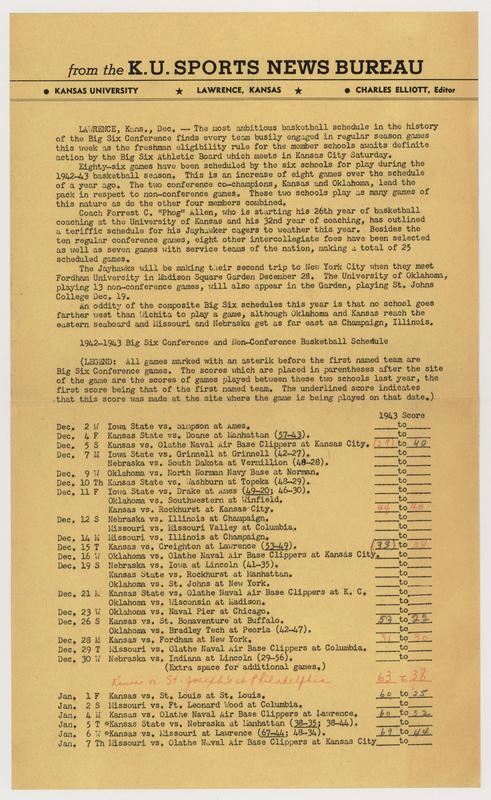 from the K.U. SPORTS NEWS BUREAU
• KANSAS UNIVERSITY ★ LAWRENCE, KANSAS ★ • CHARLES ELLIOTT, Editor
LAWRENCE, Kans., Dec. -- The most ambitious basketball schedule in the history
of the Big Six Conference finds every team busily engaged in regular season games
this week as the freshman eligibility rule for the member schools awaits definite
action by the Big Six Athletic Board which meets in Kansas City Saturday.
Eighty-six games have been scheduled by the six schools for play during the
1942-43 basketball season. This is an increase of eight games over the schedule
of a year ago. The two conference co-champions, Kansas and Oklahoma, lead the
pack in respect to non-conference games. These two schools play as many games of
this nature as do the other four members combined.
Coach Forrest C. "Phog" Allen, who is starting his 26th year of basketball
coaching at the University of Kansas and his 32nd year of coaching, has outlined
a teriffic schedule for his Jayhawker cagers to weather this year. Besides the
ten regular conference games, eight other intercollegiate foes have been selected
as well as seven games with service teams of the nation, making a total of 25
scheduled games.
The Jayhawks will be making their second trip to New York City when they meet
Fordham University in Madison Square Garden December 28. The University of Oklahoma,
playing 13 non-conference games, will also appear in the Garden, playing St. Johns
College Dec. 19.
An oddity of the composite Big Six schedules this year is that no school goes
farther west than Wichita to play a game, although Oklahoma and Kansas reach the
eastern seaboard and Missouri and Nebraska get as far east as Champaign, Illinois.
1942-1943 Big Six Conference and Non-Conference Basketball Schedule
(LEGEND: All games marked with an asterik before the first named team are
Big Six Conference games. The scores which are placed in parentheses after the site
of the game are the scores of games played between these two schools last year, the
first score being that of the first named team. The underlined score indicates
that this score was made at the site where the game is being played on that date.)
1943 Score
Dec. 2 W Iowa State vs. Simpson at Ames. to
Dec. 4 F Kansas State vs. Doane at Manhattan (57-43). to
Dec. 5 S Kansas vs. Olathe Naval Air Base Clippers at Kansas City. to 40
Dec. 7 M Iowa State vs. Grinnell at Grinnell (42-27). to
Nebraska vs. South Dakota at Vermillion (48-28). to
Dec. 9 W Oklahoma vs. North Norman Navy Base at Norman. to
Dec. 10 Th Kansas State vs. Washburn at Topeka (48-29). to
Dec. 11 F Iowa State vs. Drake at Ames (49-20; 46-30). to
Oklahoma vs. Southwestern at Winfield. to
Kansas vs. Rockhurst at Kansas City. 44 to 40
Dec. 12 S Nebraska vs. Illinois at Champaign. to
Missouri vs. Missouri Valley at Columbia. to
Dec. 14 M Missouri vs. Illinois at Champaign. to
Dec. 15 T Kansas vs. Creighton at Lawrence (53-49). to
Dec. 16 W Oklahoma vs. Olathe Naval Air Base Clippers at Kansas City. to
Dec. 19 S Nebraska vs. Iowa at Lincoln (41-35). to
Kansas State vs. Rockhurst at Manhattan. to
Oklahoma vs. St. Johns at New York. to
Dec. 21 M Kansas State vs. Olathe Naval Air Base Clippers at K. C. to
Oklahoma vs. Wisconsin at Madison. to
Dec. 23 W Oklahoma vs. Naval Pier at Chicago. to
Dec. 26 S Kansas vs. St. Bonaventure at Buffalo. 53 to 22
Oklahoma vs. Bradley Tech at Peoria (42-47). to
Dec. 28 M Kansas vs. Fordham at New York. to 30
Dec. 29 T Missouri vs. Olathe Naval Air Base Clippers at Columbia. to
Dec. 30 W Nebraska vs. Indiana at Lincoln (29-56). to
(Extra space for additional games.)
Kansas vs. St. Joseph's at Philadelphia 63 to 38
Jan. 1 F Kansas vs. St. Louis at St. Louis. 60 to 25
Jan. 2 S Missouri vs. Ft. Leonard Wood at Columbia. to
Jan. 4 M Kansas vs. Olathe Naval Air Base Clippers at Lawrence. 60 to 32
Jan. 5 T *Kansas State vs. Nebraska at Manhattan (38-35; 38-44). to
Jan. 6 W *Kansas vs. Missouri at Lawrence (67-44; 48-34). 69 to 44
Jan. 7 Th Missouri vs. Olathe Naval Air Base Clippers at Kansas City to